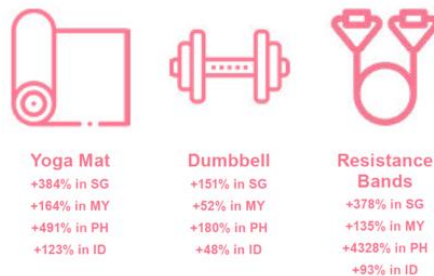 Yoga Mat
+384% in SG
+164% in MY
+491% in PH
+123% in ID
Dumbbell
+151% in SG
+52% in MY
+180% in PH
+48% in ID
Resistance
Bands
+378% in SG
+135% in MY
+4328% in PH
+93% in ID